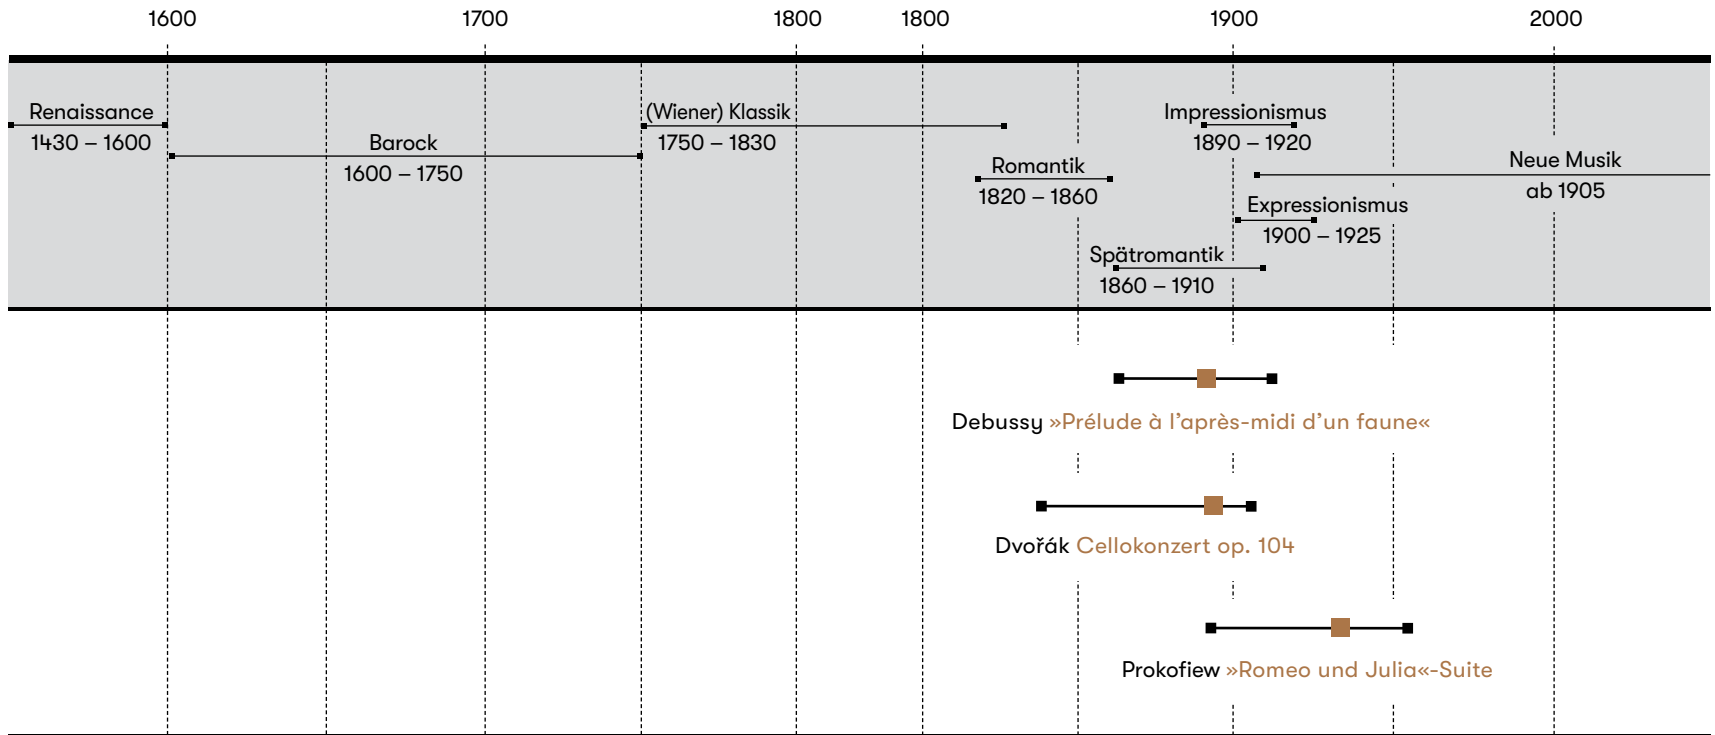 1600 1700 1800 1800 1900 2000
Renaissance
1430 – 1600
Barock
1600 – 1750
(Wiener) Klassik
1750 – 1830
Romantik
1820 – 1860
Impressionismus
1890 – 1920
Neue Musik
ab 1905
Expressionismus
1900 – 1925
Spätromantik
1860 – 1910
Debussy »Prélude à l’après-midi d’un faune«
Dvořák Cellokonzert op. 104
Prokofiew »Romeo und Julia«-Suite